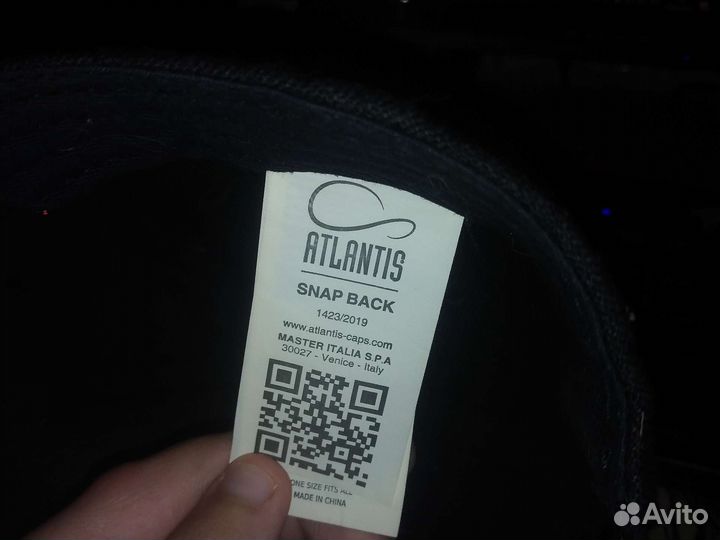 ATLANTIS
SNAP BACK
1423/2019
www.atlantis-caps.com
MASTER ITALIA S.P.A
30027 - Venice - Italy
ONE SIZE FITS ALL
MADE IN CHINA
Avito